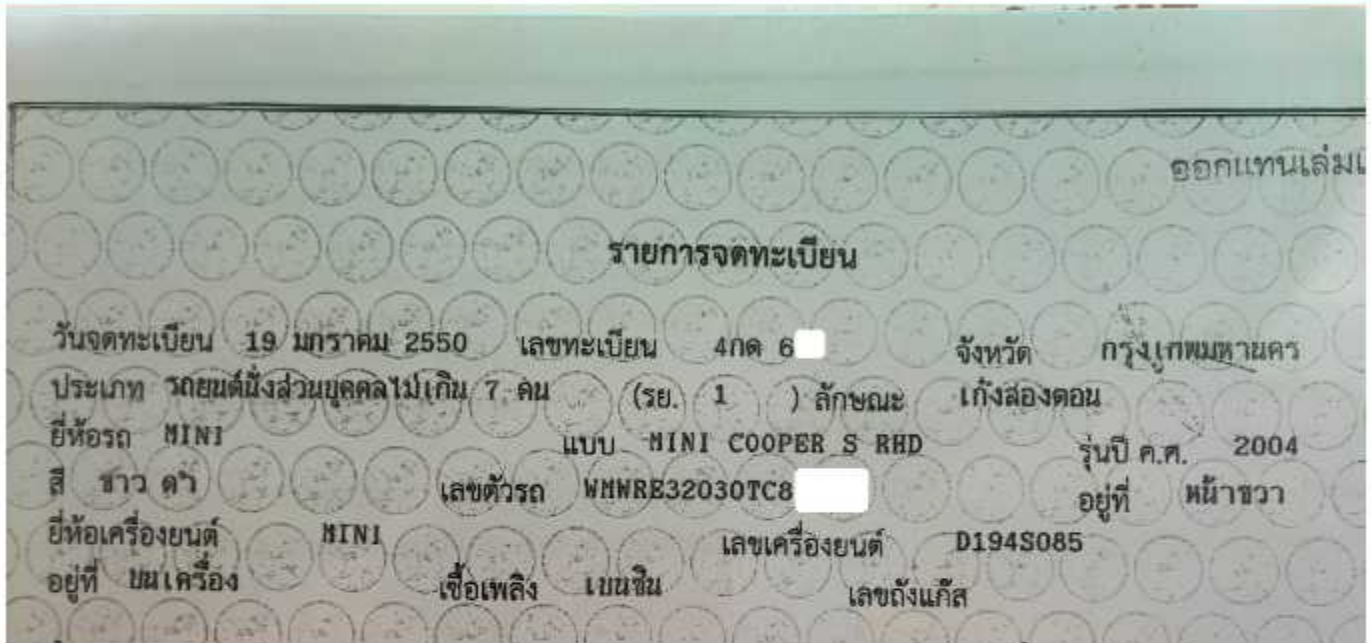 ออกแทนเล่มเ
รายการจดทะเบียน
วันจดทะเบียน 19 มกราคม 2550 เลขทะเบียน 4กด 6 จังหวัด กรุงเทพมหานคร
ประเภท รถยนต์นั่งส่วนบุคคลไม่เกิน 7 คน (รย. 1 ) ลักษณะ เก๋งสองตอน
ยี่ห้อรถ MINI แบบ MINI COOPER S RHD รุ่นปี ค.ศ. 2004
สี ขาว ดำ เลขตัวรถ WMWRE32030TC8 อยู่ที่ หน้าขวา
ยี่ห้อเครื่องยนต์ MINI เลขเครื่องยนต์ D194S085
อยู่ที่ บนเครื่อง เชื้อเพลิง เบนซิน เลขถังแก๊ส